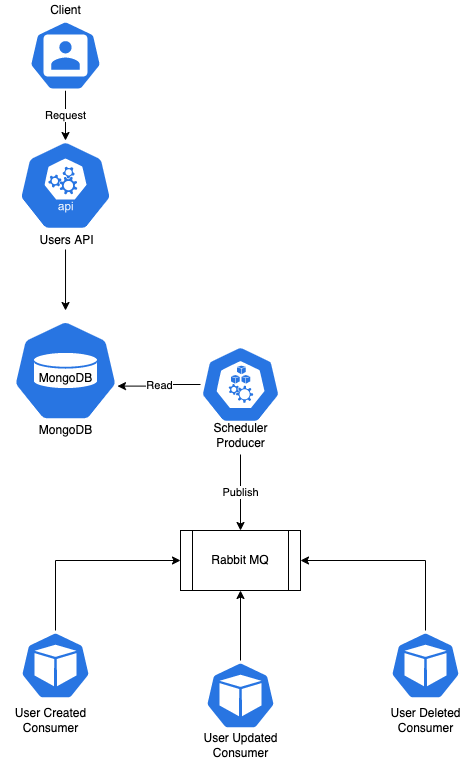 Client
Request
api
Users API
MongoDB
MongoDB
Read
Scheduler
Producer
Publish
Rabbit MQ
User Created
Consumer
User Updated
Consumer
User Deleted
Consumer